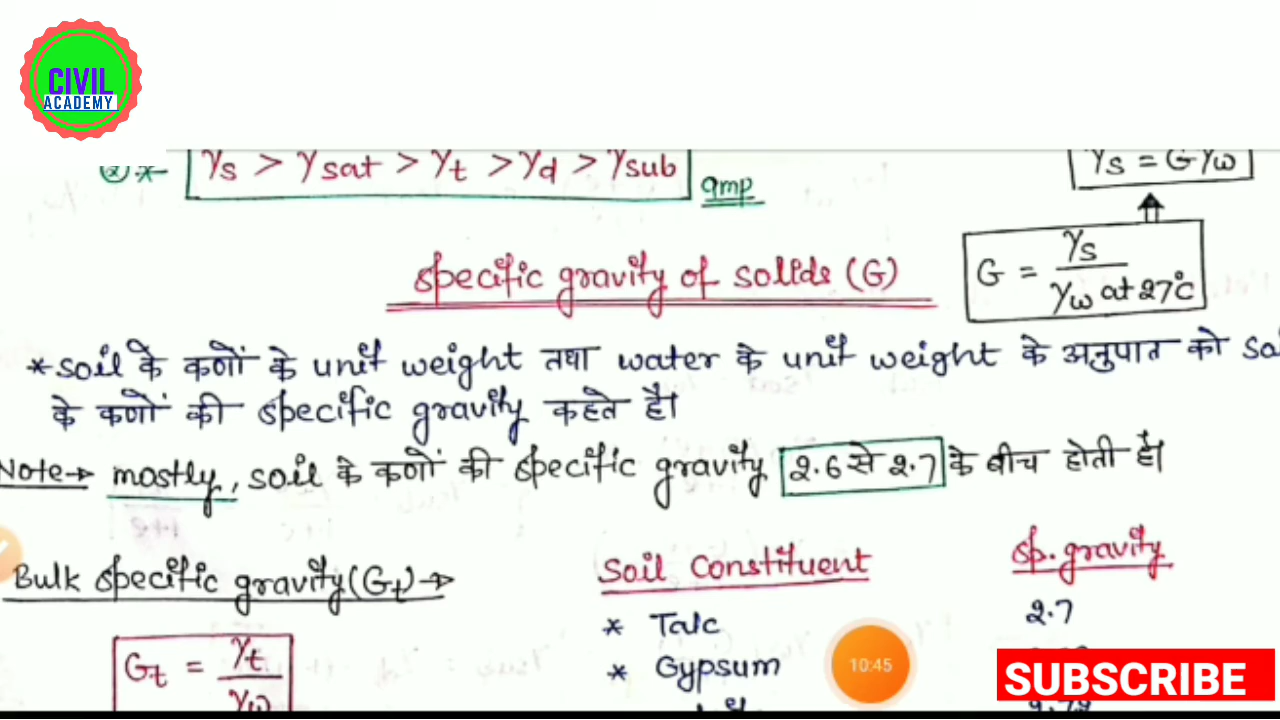 CIVIL
ACADEMY
γs > γsat > γt > γd > γsub
gmp
γs = Gγw
specific gravity of solids (G)
G = γs / γw at 27°C
* soil के कणों के unit weight तथा water के unit weight के अनुपात को soi
के कणों की specific gravity कहते है।
Note→ mostly, soil के कणों की specific gravity 2.6 से 2.7 के बीच होती है।
Bulk specific gravity (Gt) →
Soil Constituent sp. gravity
* Talc 2.7
* Gypsum
Gt = γt / γw
10:45
SUBSCRIBE